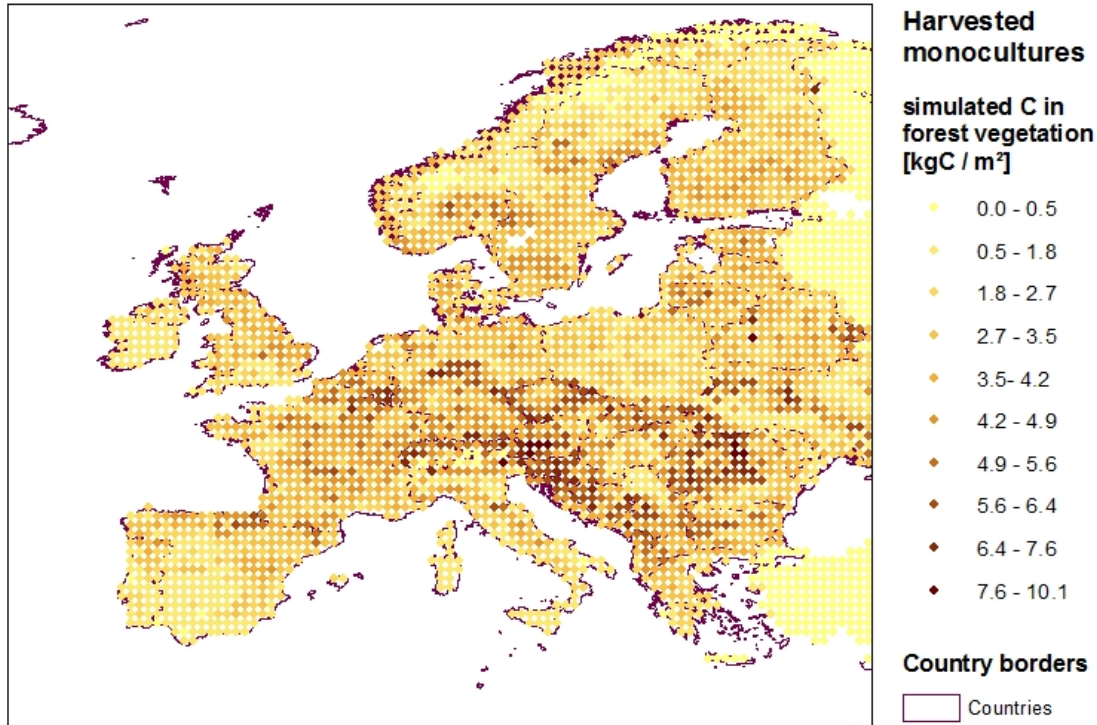 Harvested
monocultures
simulated C in
forest vegetation
[kgC / m²]
0.0 - 0.5
0.5 - 1.8
1.8 - 2.7
2.7 - 3.5
3.5- 4.2
4.2 - 4.9
4.9 - 5.6
5.6 - 6.4
6.4 - 7.6
7.6 - 10.1
Country borders
Countries